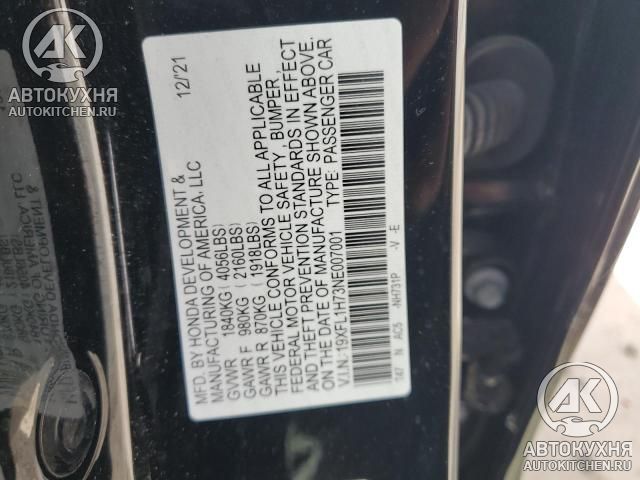 АВТОКУХНЯ
AUTOKITCHEN.RU
12/'21
MFD. BY HONDA DEVELOPMENT &
MANUFACTURING OF AMERICA, LLC
GVWR 1840KG (4056LBS)
GAWR F 980KG (2160LBS)
GAWR R 870KG (1918LBS)
THIS VEHICLE CONFORMS TO ALL APPLICABLE
FEDERAL MOTOR VEHICLE SAFETY, BUMPER,
AND THEFT PREVENTION STANDARDS IN EFFECT
ON THE DATE OF MANUFACTURE SHOWN ABOVE.
V.I.N.: 19XFL1H73NE007001 TYPE: PASSENGER CAR
147 N AC5 -NH731P -V -E
АК
АВТОКУХНЯ
AUTOKITCHEN.RU